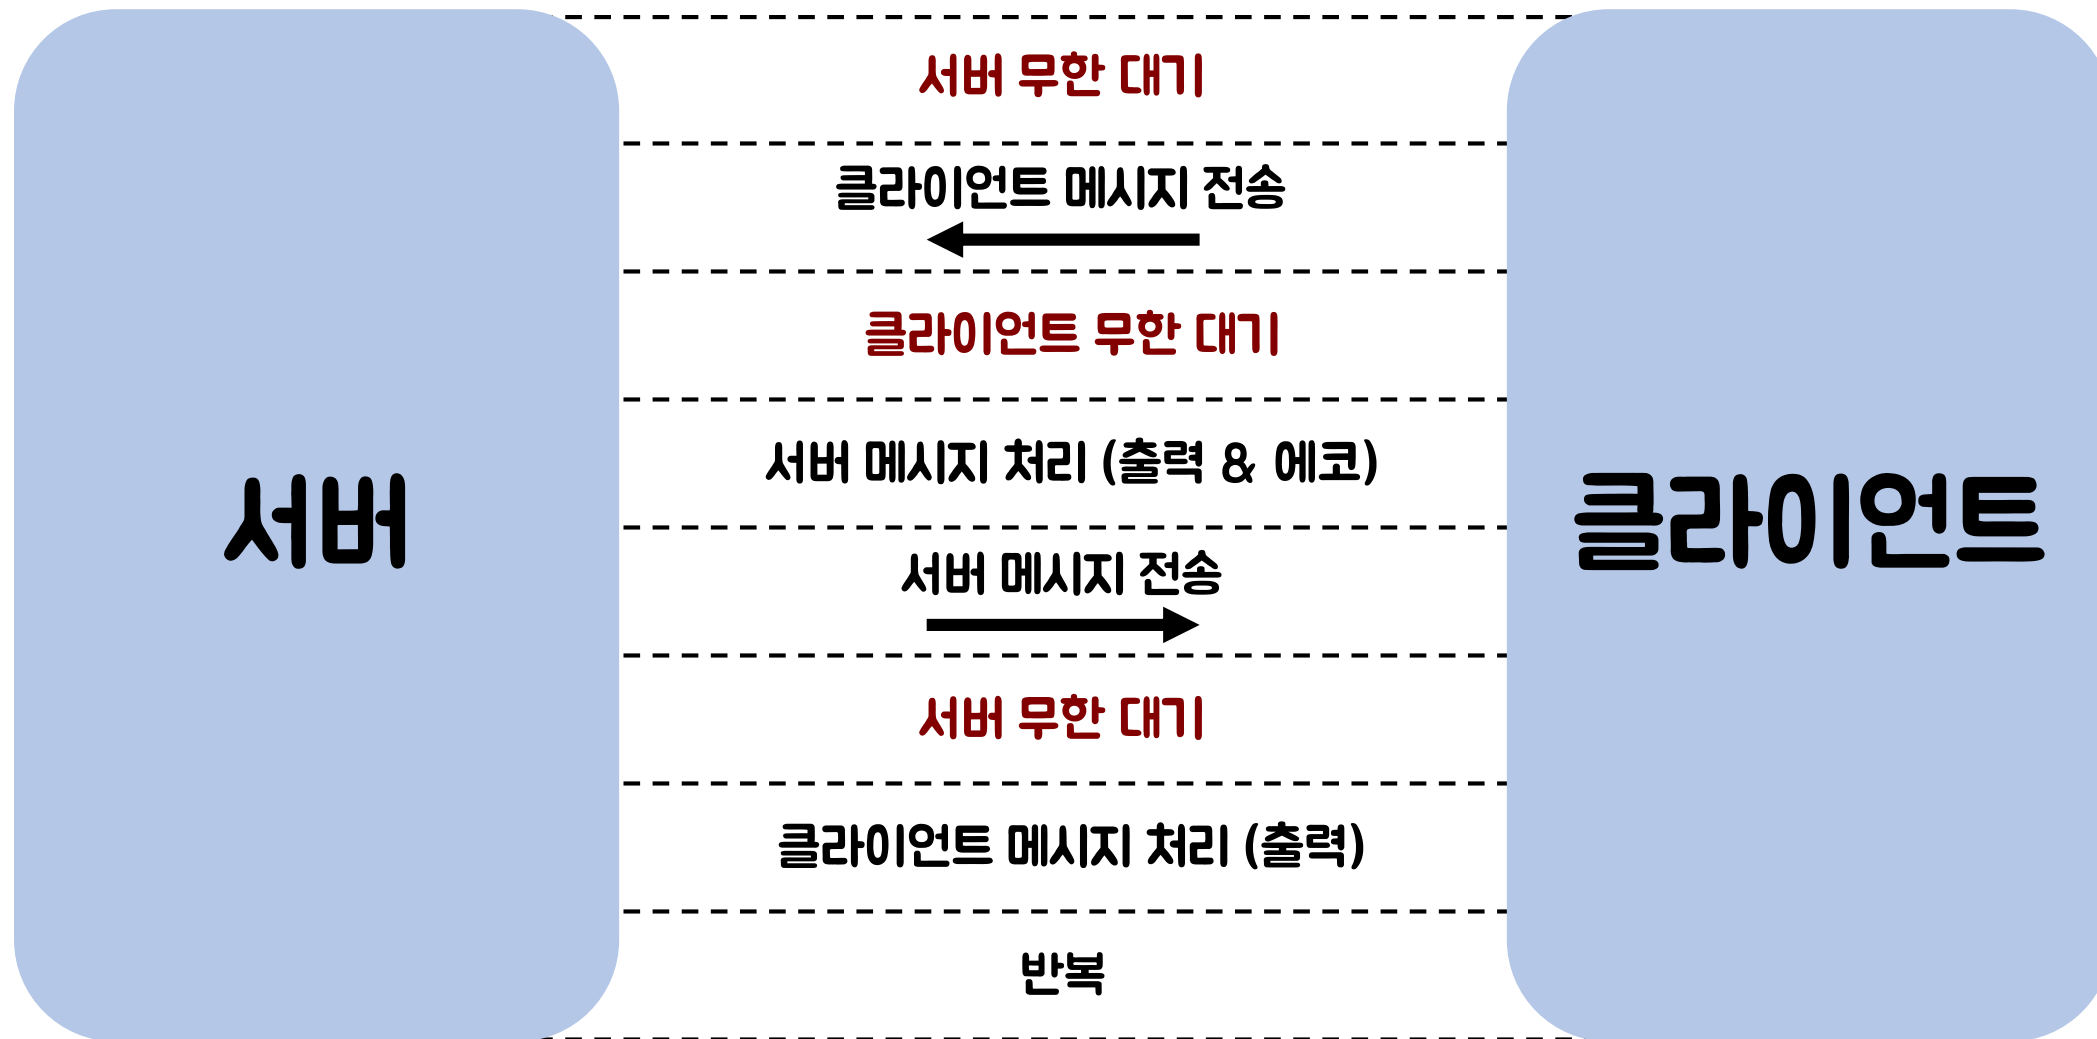 서버 무한 대기
클라이언트 메시지 전송
클라이언트 무한 대기
서버 메시지 처리 (출력 & 에코)
서버
클라이언트
서버 메시지 전송
서버 무한 대기
클라이언트 메시지 처리 (출력)
반복